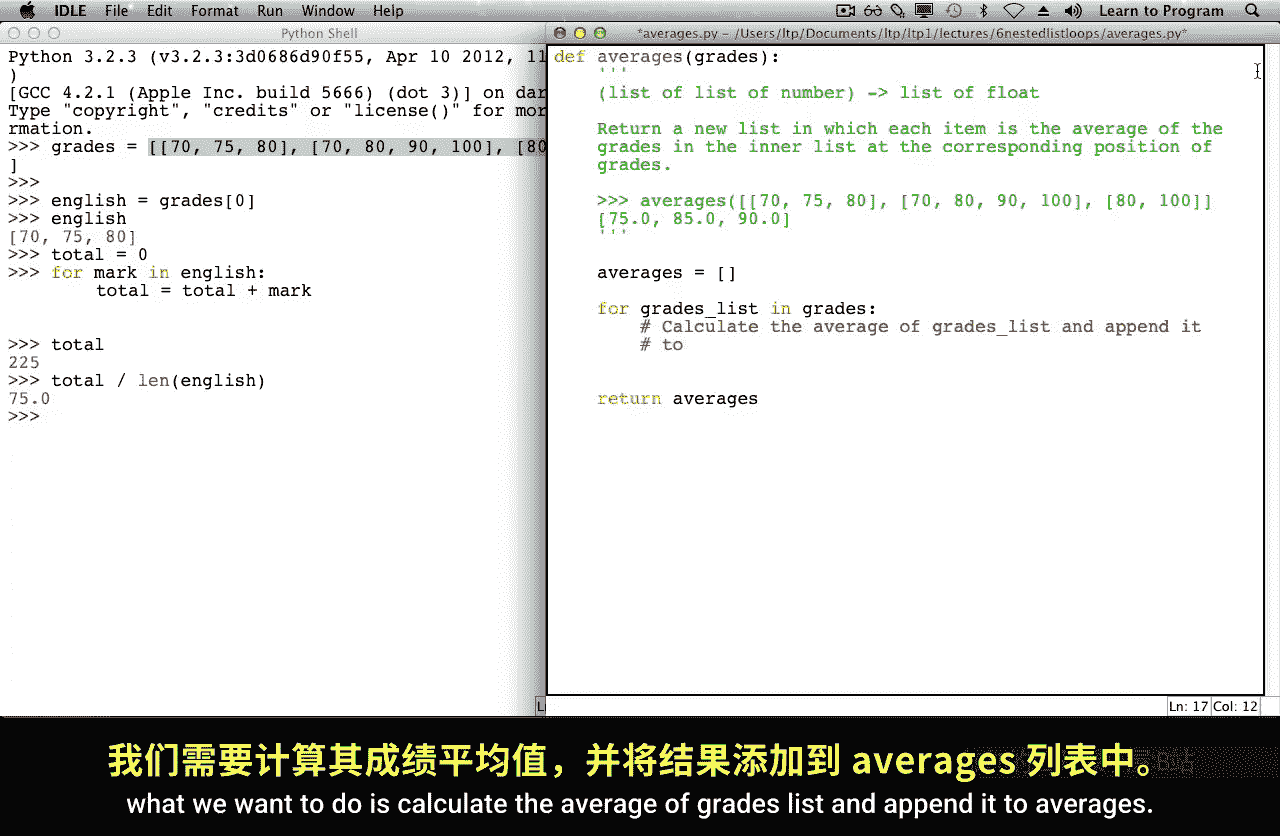 IDLE File Edit Format Run Window Help Learn to Program
Python Shell
Python 3.2.3 (v3.2.3:3d0686d90f55, Apr 10 2012, 11
)
[GCC 4.2.1 (Apple Inc. build 5666) (dot 3)] on dar
Type "copyright", "credits" or "license()" for mor
rmation.
>>> grades = [[70, 75, 80], [70, 80, 90, 100], [80
]
>>>
>>> english = grades[0]
>>> english
[70, 75, 80]
>>> total = 0
>>> for mark in english:
total = total + mark
>>> total
225
>>> total / len(english)
75.0
>>>
*averages.py - /Users/ltp/Documents/ltp/ltp1/lectures/6nestedlistloops/averages.py*
def averages(grades):
'''
(list of list of number) -> list of float
Return a new list in which each item is the average of the
grades in the inner list at the corresponding position of
grades.
>>> averages([[70, 75, 80], [70, 80, 90, 100], [80, 100]]
[75.0, 85.0, 90.0]
'''
averages = []
for grades_list in grades:
# Calculate the average of grades_list and append it
# to
return averages
Ln: 17 Col: 12
我们需要计算其成绩平均值，并将结果添加到 averages 列表中。
what we want to do is calculate the average of grades list and append it to averages.